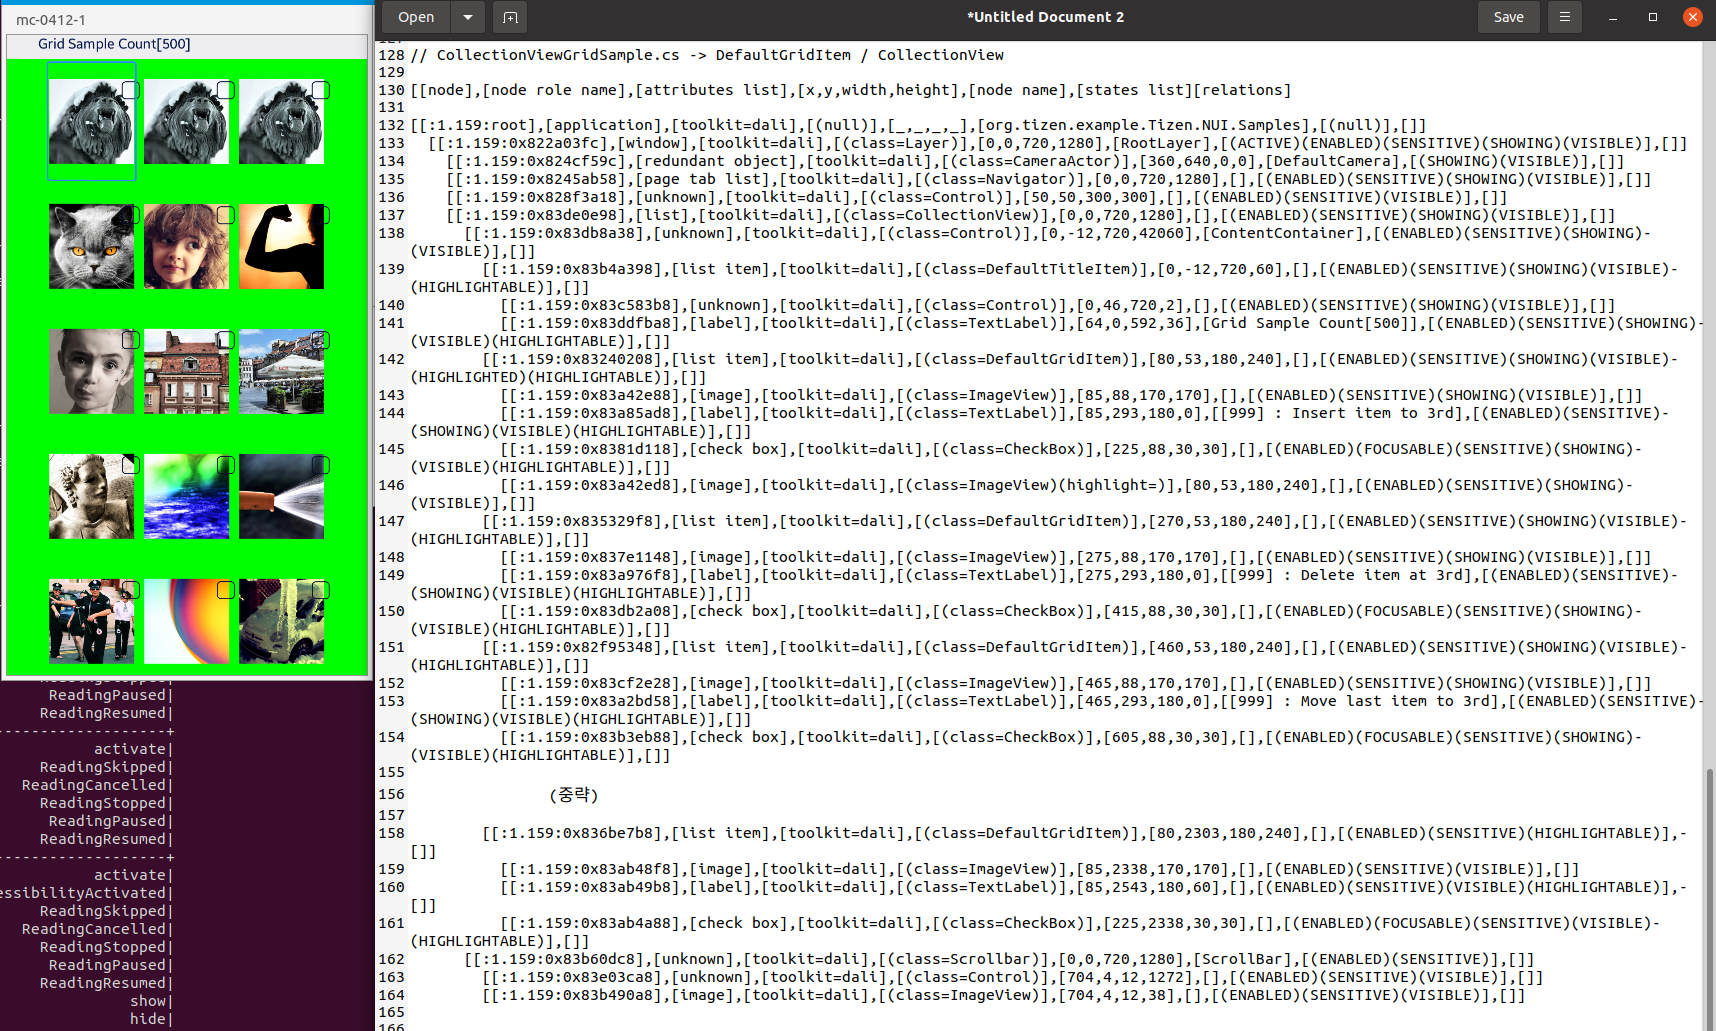 mc-0412-1
Grid Sample Count[500]
ReadingPaused|
ReadingResumed|
-------------------+
activate|
ReadingSkipped|
ReadingCancelled|
ReadingStopped|
ReadingPaused|
ReadingResumed|
-------------------+
activate|
essibilityActivated|
ReadingSkipped|
ReadingCancelled|
ReadingStopped|
ReadingPaused|
ReadingResumed|
show|
hide|
Open
*Untitled Document 2
Save
128 // CollectionViewGridSample.cs -> DefaultGridItem / CollectionView
129
130 [[node],[node role name],[attributes list],[x,y,width,height],[node name],[states list][relations]
131
132 [[:1.159:root],[application],[toolkit=dali],[(null)],[_,_,_,_],[org.tizen.example.Tizen.NUI.Samples],[(null)],[]]
133 [[:1.159:0x822a03fc],[window],[toolkit=dali],[(class=Layer)],[0,0,720,1280],[RootLayer],[(ACTIVE)(ENABLED)(SENSITIVE)(SHOWING)(VISIBLE)],[]]
134 [[:1.159:0x824cf59c],[redundant object],[toolkit=dali],[(class=CameraActor)],[360,640,0,0],[DefaultCamera],[(SHOWING)(VISIBLE)],[]]
135 [[:1.159:0x8245ab58],[page tab list],[toolkit=dali],[(class=Navigator)],[0,0,720,1280],[],[(ENABLED)(SENSITIVE)(SHOWING)(VISIBLE)],[]]
136 [[:1.159:0x828f3a18],[unknown],[toolkit=dali],[(class=Control)],[50,50,300,300],[],[(ENABLED)(SENSITIVE)(VISIBLE)],[]]
137 [[:1.159:0x83de0e98],[list],[toolkit=dali],[(class=CollectionView)],[0,0,720,1280],[],[(ENABLED)(SENSITIVE)(SHOWING)(VISIBLE)],[]]
138 [[:1.159:0x83db8a38],[unknown],[toolkit=dali],[(class=Control)],[0,-12,720,42060],[ContentContainer],[(ENABLED)(SENSITIVE)(SHOWING)-
(VISIBLE)],[]]
139 [[:1.159:0x83b4a398],[list item],[toolkit=dali],[(class=DefaultTitleItem)],[0,-12,720,60],[],[(ENABLED)(SENSITIVE)(SHOWING)(VISIBLE)-
(HIGHLIGHTABLE)],[]]
140 [[:1.159:0x83c583b8],[unknown],[toolkit=dali],[(class=Control)],[0,46,720,2],[],[(ENABLED)(SENSITIVE)(SHOWING)(VISIBLE)],[]]
141 [[:1.159:0x83ddfba8],[label],[toolkit=dali],[(class=TextLabel)],[64,0,592,36],[Grid Sample Count[500]],[(ENABLED)(SENSITIVE)(SHOWING)-
(VISIBLE)(HIGHLIGHTABLE)],[]]
142 [[:1.159:0x83240208],[list item],[toolkit=dali],[(class=DefaultGridItem)],[80,53,180,240],[],[(ENABLED)(SENSITIVE)(SHOWING)(VISIBLE)-
(HIGHLIGHTED)(HIGHLIGHTABLE)],[]]
143 [[:1.159:0x83a42e88],[image],[toolkit=dali],[(class=ImageView)],[85,88,170,170],[],[(ENABLED)(SENSITIVE)(SHOWING)(VISIBLE)],[]]
144 [[:1.159:0x83a85ad8],[label],[toolkit=dali],[(class=TextLabel)],[85,293,180,0],[[999] : Insert item to 3rd],[(ENABLED)(SENSITIVE)-
(SHOWING)(VISIBLE)(HIGHLIGHTABLE)],[]]
145 [[:1.159:0x8381d118],[check box],[toolkit=dali],[(class=CheckBox)],[225,88,30,30],[],[(ENABLED)(FOCUSABLE)(SENSITIVE)(SHOWING)-
(VISIBLE)(HIGHLIGHTABLE)],[]]
146 [[:1.159:0x83a42ed8],[image],[toolkit=dali],[(class=ImageView)(highlight=)],[80,53,180,240],[],[(ENABLED)(SENSITIVE)(SHOWING)-
(VISIBLE)],[]]
147 [[:1.159:0x835329f8],[list item],[toolkit=dali],[(class=DefaultGridItem)],[270,53,180,240],[],[(ENABLED)(SENSITIVE)(SHOWING)(VISIBLE)-
(HIGHLIGHTABLE)],[]]
148 [[:1.159:0x837e1148],[image],[toolkit=dali],[(class=ImageView)],[275,88,170,170],[],[(ENABLED)(SENSITIVE)(SHOWING)(VISIBLE)],[]]
149 [[:1.159:0x83a976f8],[label],[toolkit=dali],[(class=TextLabel)],[275,293,180,0],[[999] : Delete item at 3rd],[(ENABLED)(SENSITIVE)-
(SHOWING)(VISIBLE)(HIGHLIGHTABLE)],[]]
150 [[:1.159:0x83db2a08],[check box],[toolkit=dali],[(class=CheckBox)],[415,88,30,30],[],[(ENABLED)(FOCUSABLE)(SENSITIVE)(SHOWING)-
(VISIBLE)(HIGHLIGHTABLE)],[]]
151 [[:1.159:0x82f95348],[list item],[toolkit=dali],[(class=DefaultGridItem)],[460,53,180,240],[],[(ENABLED)(SENSITIVE)(SHOWING)(VISIBLE)-
(HIGHLIGHTABLE)],[]]
152 [[:1.159:0x83cf2e28],[image],[toolkit=dali],[(class=ImageView)],[465,88,170,170],[],[(ENABLED)(SENSITIVE)(SHOWING)(VISIBLE)],[]]
153 [[:1.159:0x83a2bd58],[label],[toolkit=dali],[(class=TextLabel)],[465,293,180,0],[[999] : Move last item to 3rd],[(ENABLED)(SENSITIVE)-
(SHOWING)(VISIBLE)(HIGHLIGHTABLE)],[]]
154 [[:1.159:0x83b3eb88],[check box],[toolkit=dali],[(class=CheckBox)],[605,88,30,30],[],[(ENABLED)(FOCUSABLE)(SENSITIVE)(SHOWING)-
(VISIBLE)(HIGHLIGHTABLE)],[]]
155
156 (중략)
157
158 [[:1.159:0x836be7b8],[list item],[toolkit=dali],[(class=DefaultGridItem)],[80,2303,180,240],[],[(ENABLED)(SENSITIVE)(HIGHLIGHTABLE)],-
[]]
159 [[:1.159:0x83ab48f8],[image],[toolkit=dali],[(class=ImageView)],[85,2338,170,170],[],[(ENABLED)(SENSITIVE)(VISIBLE)],[]]
160 [[:1.159:0x83ab49b8],[label],[toolkit=dali],[(class=TextLabel)],[85,2543,180,60],[],[(ENABLED)(SENSITIVE)(VISIBLE)(HIGHLIGHTABLE)],-
[]]
161 [[:1.159:0x83ab4a88],[check box],[toolkit=dali],[(class=CheckBox)],[225,2338,30,30],[],[(ENABLED)(FOCUSABLE)(SENSITIVE)(VISIBLE)-
(HIGHLIGHTABLE)],[]]
162 [[:1.159:0x83b60dc8],[unknown],[toolkit=dali],[(class=Scrollbar)],[0,0,720,1280],[ScrollBar],[(ENABLED)(SENSITIVE)],[]]
163 [[:1.159:0x83e03ca8],[unknown],[toolkit=dali],[(class=Control)],[704,4,12,1272],[],[(ENABLED)(SENSITIVE)(VISIBLE)],[]]
164 [[:1.159:0x83b490a8],[image],[toolkit=dali],[(class=ImageView)],[704,4,12,38],[],[(ENABLED)(SENSITIVE)(VISIBLE)],[]]
165
166